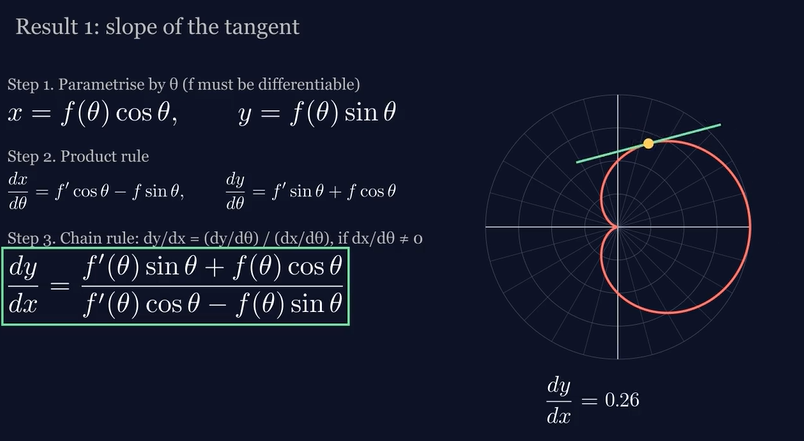 Result 1: slope of the tangent
Step 1. Parametrise by θ (f must be differentiable)
x = f(θ) cos θ, y = f(θ) sin θ
Step 2. Product rule
dx/dθ = f′ cos θ − f sin θ, dy/dθ = f′ sin θ + f cos θ
Step 3. Chain rule: dy/dx = (dy/dθ) / (dx/dθ), if dx/dθ ≠ 0
dy/dx = (f′(θ) sin θ + f(θ) cos θ) / (f′(θ) cos θ − f(θ) sin θ)
dy/dx = 0.26